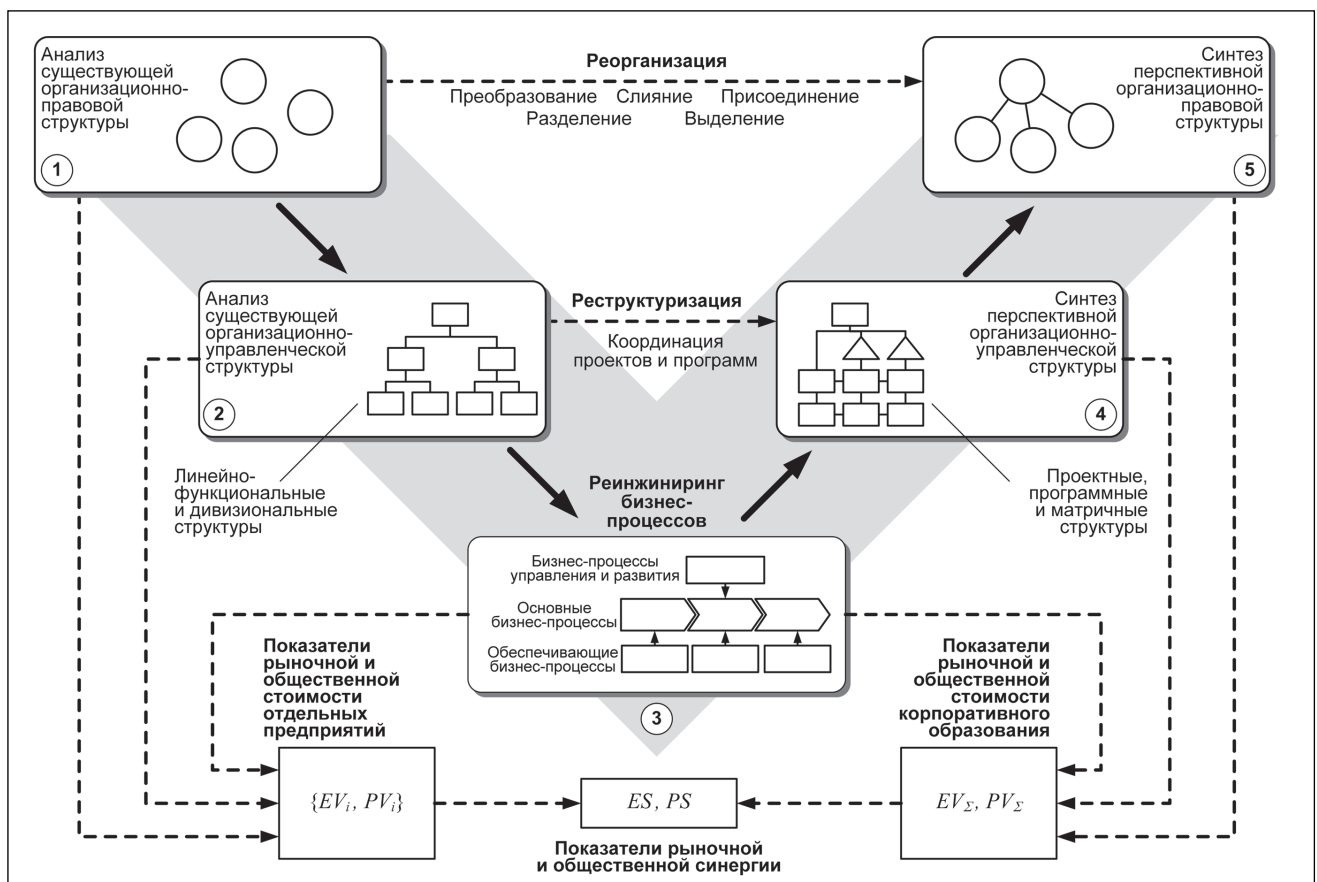 Анализ
существующей
организационно-
правовой
структуры
1
Реорганизация
Преобразование Слияние Присоединение
Разделение Выделение
Синтез
перспективной
организационно-
правовой
структуры
5
Анализ
существующей
организационно-
управленческой
структуры
2
Реструктуризация
Координация
проектов и программ
Синтез
перспективной
организационно-
управленческой
структуры
4
Линейно-
функциональные
и дивизиональные
структуры
Реинжиниринг
бизнес-
процессов
Проектные,
программные
и матричные
структуры
Бизнес-процессы
управления и развития
Основные
бизнес-процессы
Обеспечивающие
бизнес-процессы
3
Показатели
рыночной и
общественной
стоимости
отдельных
предприятий
Показатели
рыночной и
общественной
стоимости
корпоративного
образования
{EVᵢ, PVᵢ}
ES, PS
EV_Σ, PV_Σ
Показатели рыночной
и общественной синергии